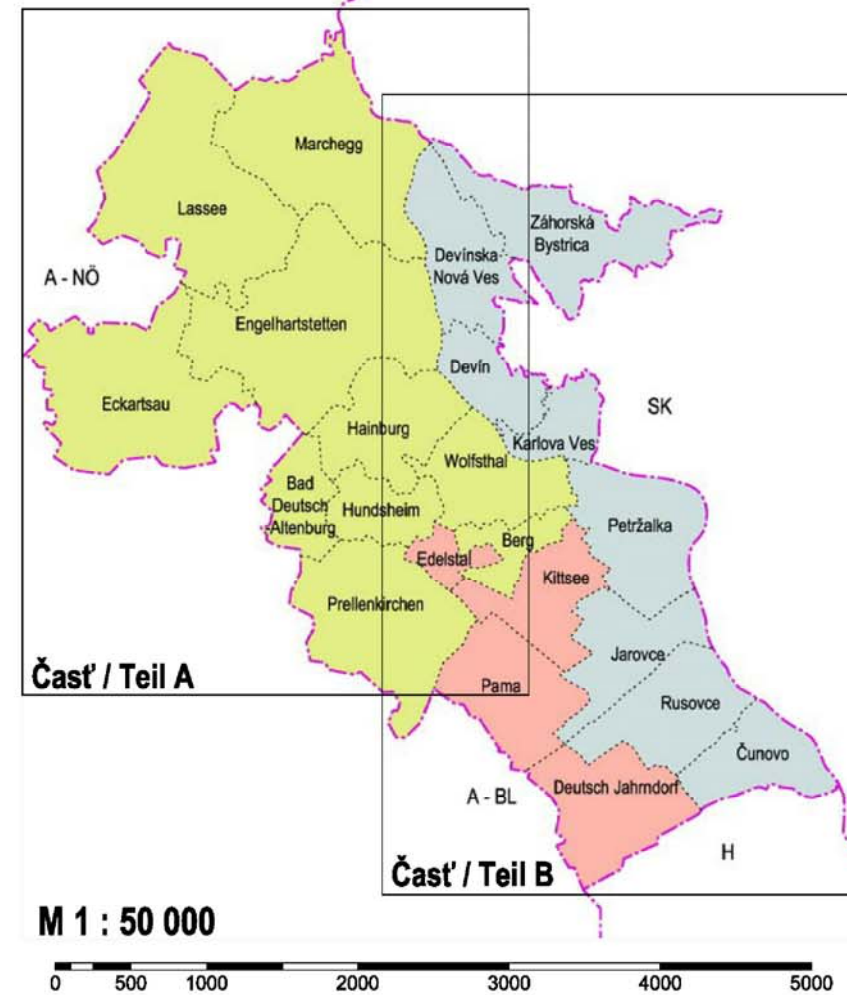 Marchegg
Lassee
Záhorská
Bystrica
Devínska
Nová Ves
A - NÖ
Engelhartstetten
Devín
Eckartsau
SK
Hainburg
Karlova Ves
Wolfsthal
Bad
Deutsch
-Altenburg
Hundsheim
Petržalka
Berg
Edelstal
Kittsee
Prellenkirchen
Jarovce
Časť / Teil A
Pama
Rusovce
Čunovo
A - BL
Deutsch Jahrndorf
H
Časť / Teil B
M 1 : 50 000
0 500 1000 2000 3000 4000 5000